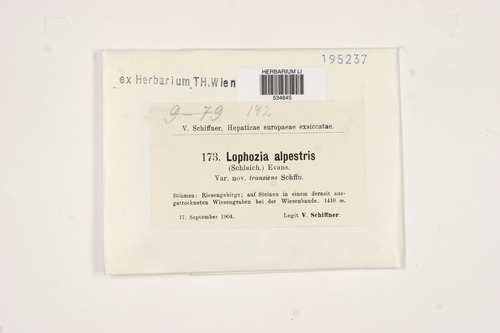 195237
ex Herbarium TH.Wien
HERBARIUM LI
534845
9-79 142
V. Schiffner, Hepaticae europaeae exsiccatae.
173. Lophozia alpestris
(Schleich.) Evans.
Var. nov. transiens Schffn.
Böhmen: Riesengebirge; auf Steinen in einem derzeit aus-
getrockneten Wiesengraben bei der Wiesenbaude. 1410 m.
17. September 1904. Legit V. Schiffner.